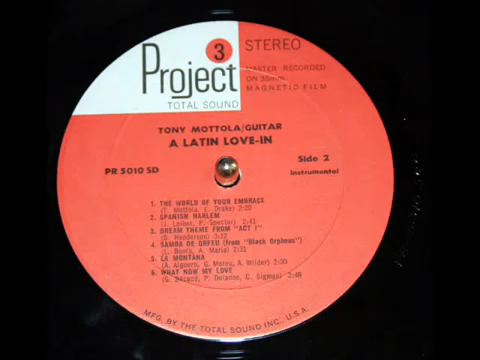 3
Project
TOTAL SOUND
STEREO
MASTER RECORDED
ON 35mm
MAGNETIC FILM
TONY MOTTOLA/GUITAR
A LATIN LOVE-IN
PR 5010 SD
Side 2
Instrumental
1. THE WORLD OF YOUR EMBRACE
(T. Mottola, E. Drake) 2:20
2. SPANISH HARLEM
(J. Leiber, P. Spector) 2:41
3. DREAM THEME FROM "ACT I"
(S. Henderson) 3:12
4. SAMBA DE ORFEU (from "Black Orpheus")
(L. Bonfa, A. Maria) 2:31
5. LA MONTANA
(A. Alguero, G. Moreu, A. Wilder) 2:30
6. WHAT NOW MY LOVE
(G. Becaud, P. Delanoe, C. Sigman) 2:46
MFG. BY THE TOTAL SOUND INC., U.S.A.